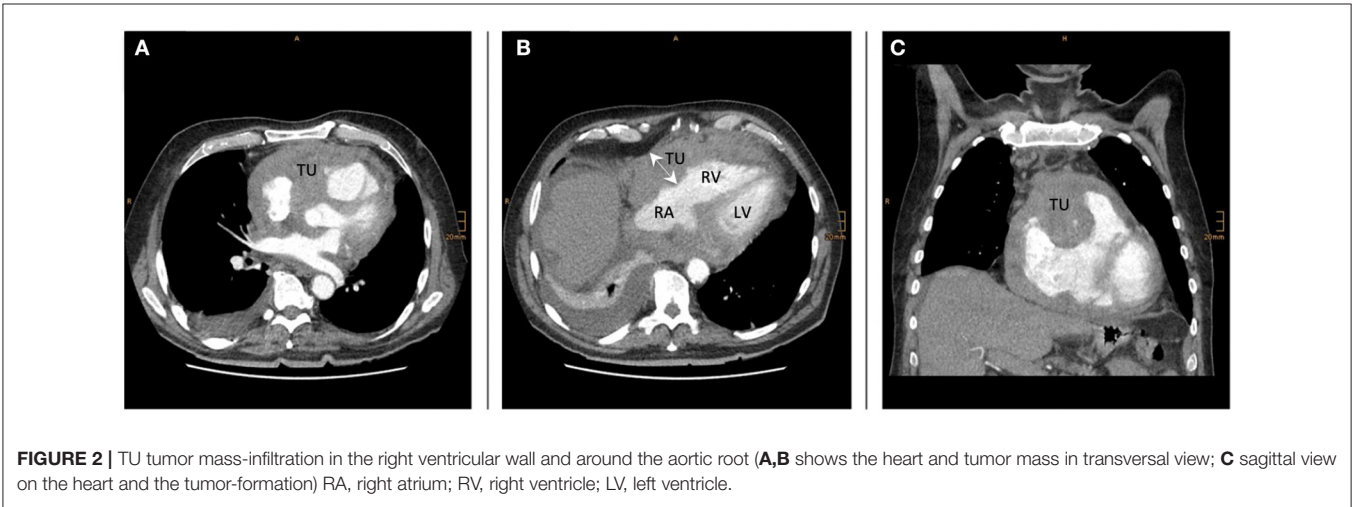 A
A
R
TU
20mm
B
A
R
TU
RV
RA
LV
20mm
C
H
R
TU
20mm
FIGURE 2 | TU tumor mass-infiltration in the right ventricular wall and around the aortic root (A,B shows the heart and tumor mass in transversal view; C sagittal view
on the heart and the tumor-formation) RA, right atrium; RV, right ventricle; LV, left ventricle.